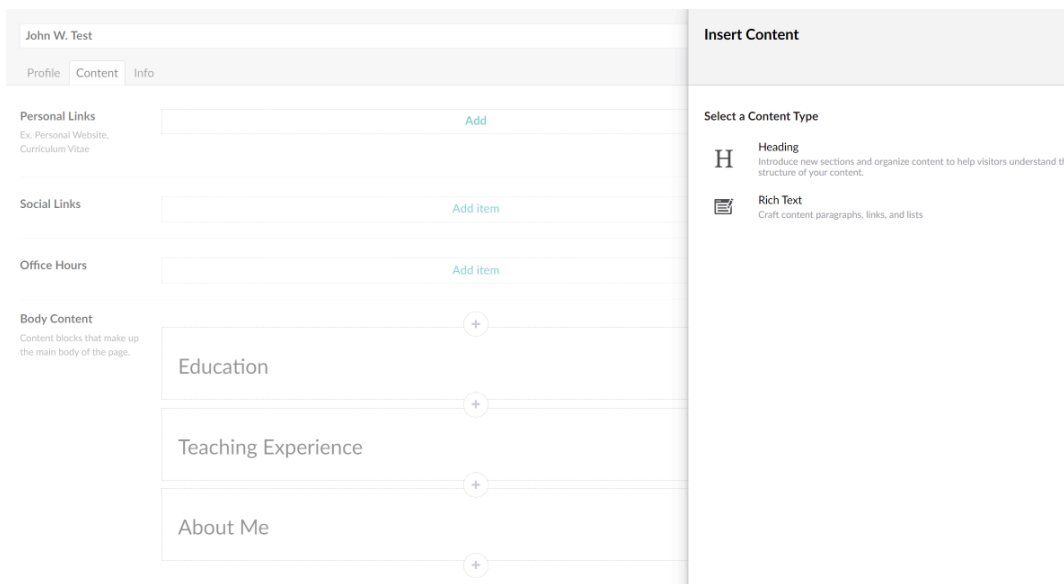 John W. Test
Profile Content Info
Personal Links
Ex. Personal Website,
Curriculum Vitae
Add
Social Links
Add item
Office Hours
Add item
Body Content
Content blocks that make up
the main body of the page.
+
Education
+
Teaching Experience
+
About Me
+
Insert Content
Select a Content Type
H
Heading
Introduce new sections and organize content to help visitors understand
structure of your content.
Rich Text
Craft content paragraphs, links, and lists